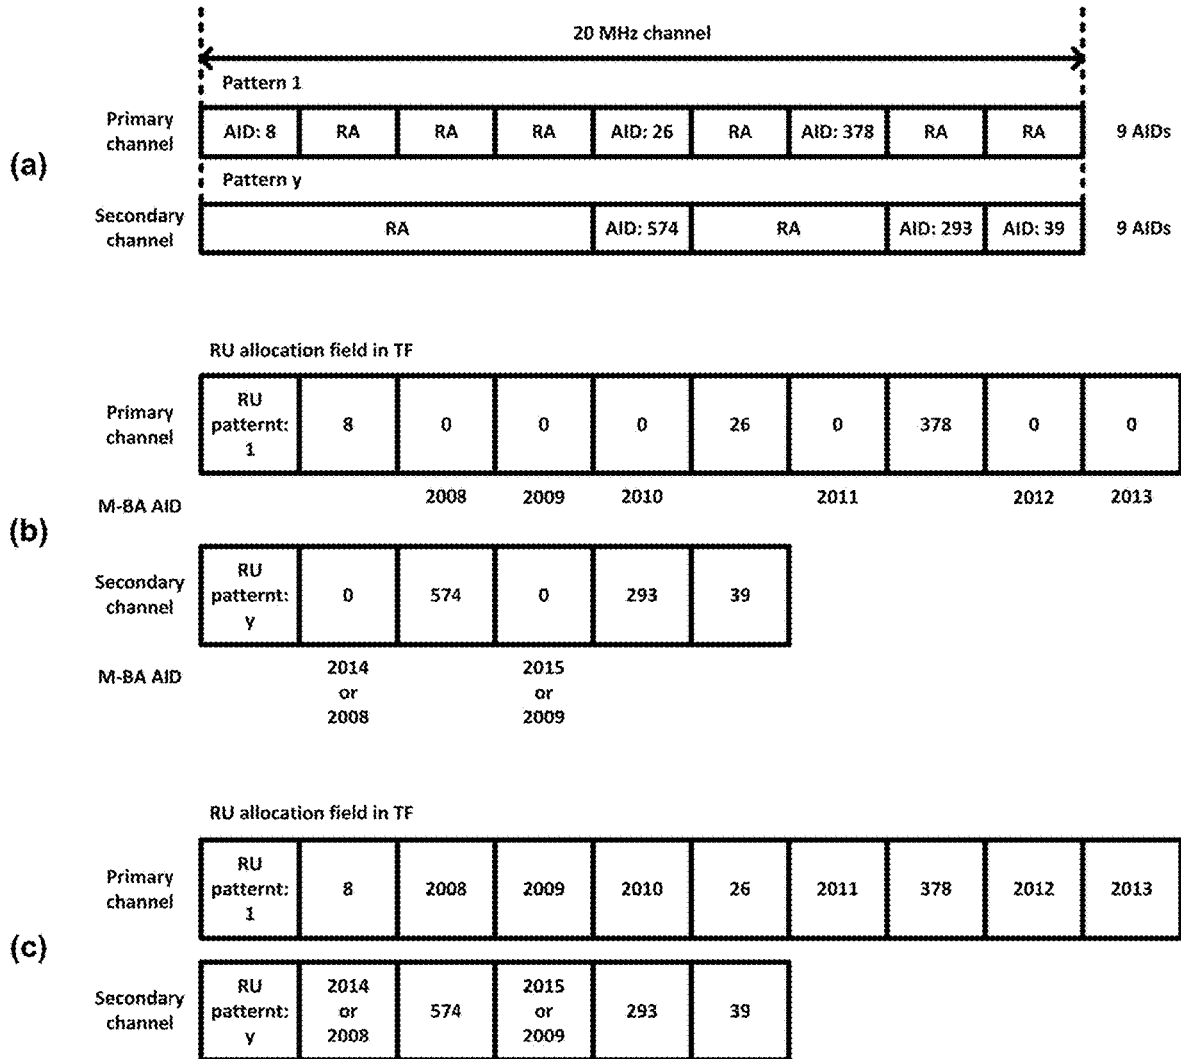 (a)
20 MHz channel
Pattern 1
Primary channel
AID: 8 RA RA RA AID: 26 RA AID: 378 RA RA
9 AIDs
Pattern y
Secondary channel
RA AID: 574 RA AID: 293 AID: 39
9 AIDs
(b)
RU allocation field in TF
Primary channel
RU patternt: 1 8 0 0 0 26 0 378 0 0
M-BA AID
2008 2009 2010 2011 2012 2013
Secondary channel
RU patternt: y 0 574 0 293 39
M-BA AID
2014 or 2008 2015 or 2009
(c)
RU allocation field in TF
Primary channel
RU patternt: 1 8 2008 2009 2010 26 2011 378 2012 2013
Secondary channel
RU patternt: y 2014 or 2008 574 2015 or 2009 293 39